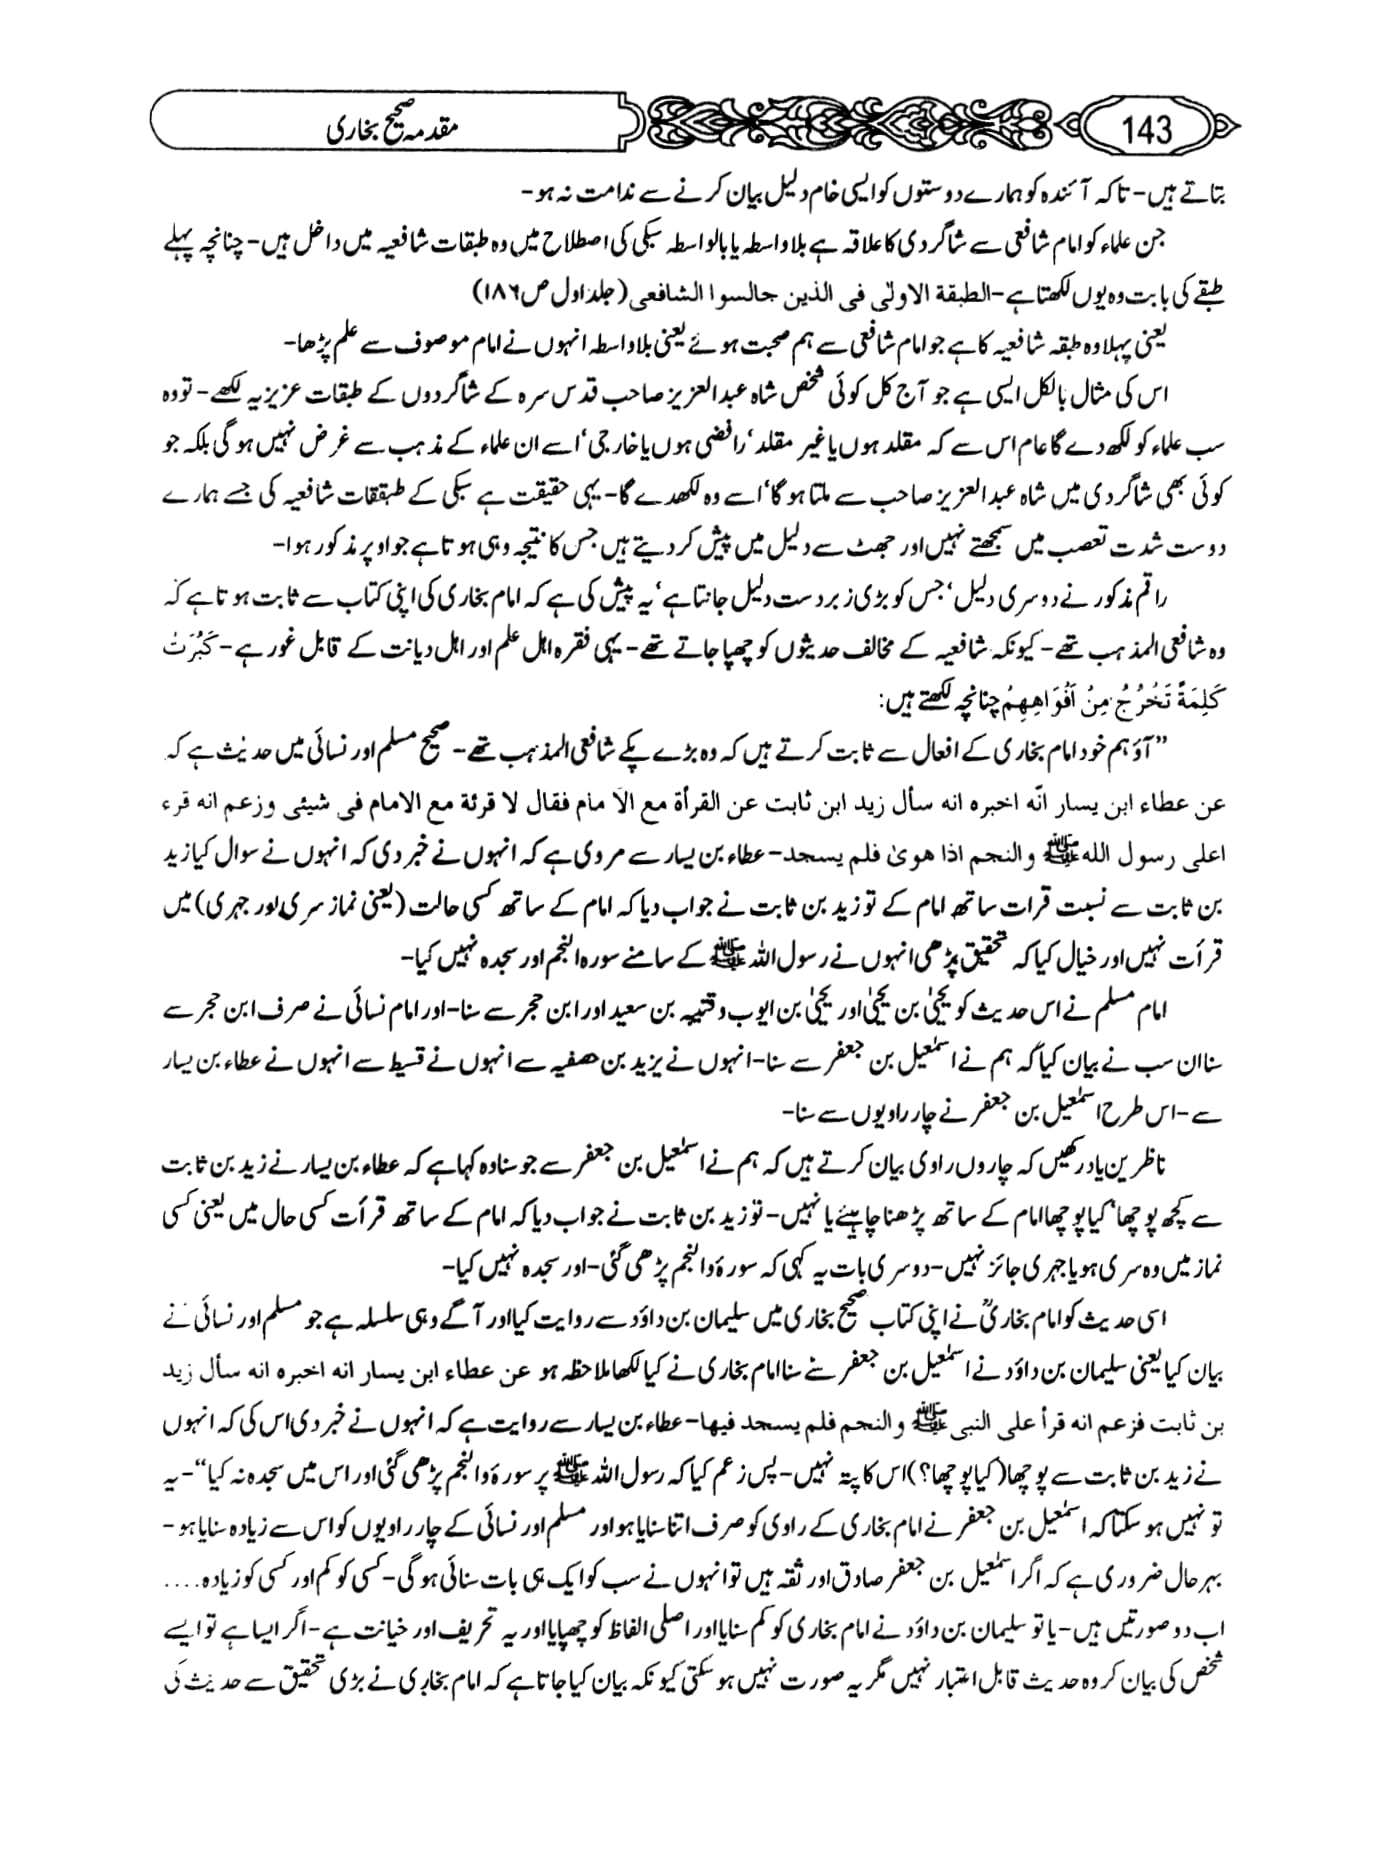 143
مقدمہ صحیح بخاری
بتاتے ہیں- تاکہ آئندہ کو ہمارے دوستوں کو ایسی خام دلیل بیان کرنے سے ندامت نہ ہو-
جن علماء کو امام شافعی سے شاگردی کا علاقہ ہے بلاواسطہ یا بالواسطہ سبکی کی اصطلاح میں وہ طبقات شافعیہ میں داخل ہیں- چنانچہ پہلے
طبقے کی بابت وہ یوں لکھتا ہے- الطبقة الاولٰی فی الذین جالسوا الشافعی (جلد اول ص ۱۸۶)
یعنی پہلا وہ طبقہ شافعیہ کا ہے جو امام شافعی سے ہم صحبت ہوئے یعنی بلاواسطہ انہوں نے امام موصوف سے علم پڑھا-
اس کی مثال بالکل ایسی ہے جو آج کل کوئی شخص شاہ عبدالعزیز صاحب قدس سرہ کے شاگردوں کے طبقات عزیزیہ لکھے- تو وہ
سب علماء کو لکھ دے گا عام اس سے کہ مقلد ہوں یا غیر مقلد‘ رافضی ہوں یا خارجی‘ اسے ان علماء کے مذہب سے غرض نہیں ہوگی بلکہ جو
کوئی بھی شاگردی میں شاہ عبدالعزیز صاحب سے ملتا ہوگا‘ اسے وہ لکھدے گا- یہی حقیقت ہے سبکی کے طبقات شافعیہ کی جسے ہمارے
دوست شدت تعصب میں سمجھتے نہیں اور جھٹ سے دلیل میں پیش کر دیتے ہیں جس کا نتیجہ وہی ہوتا ہے جو اوپر مذکور ہوا-
راقم مذکور نے دوسری دلیل‘ جس کو بڑی زبردست دلیل جانتا ہے‘ یہ پیش کی ہے کہ امام بخاری کی اپنی کتاب سے ثابت ہوتا ہے کہ
وہ شافعی المذہب تھے- کیونکہ شافعیہ کے مخالف حدیثوں کو چھپا جاتے تھے- یہی فقرہ اہل علم اور اہل دیانت کے قابل غور ہے- كَبُرَتْ
كَلِمَةً تَخْرُجُ مِنْ اَفْوَاهِهِمْ چنانچہ لکھتے ہیں:
”آؤ ہم خود امام بخاری کے افعال سے ثابت کرتے ہیں کہ وہ بڑے پکے شافعی المذہب تھے- صحیح مسلم اور نسائی میں حدیث ہے کہ
عن عطاء ابن یسار انّه اخبره انه سأل زید ابن ثابت عن القرأة مع الا مام فقال لا قرئة مع الامام فی شیئی وزعم انه قرء
اعلی رسول الله ﷺ والنجم اذا هویٰ فلم یسجد- عطاء بن یسار سے مروی ہے کہ انہوں نے خبر دی کہ انہوں نے سوال کیا زید
بن ثابت سے نسبت قرات ساتھ امام کے تو زید بن ثابت نے جواب دیا کہ امام کے ساتھ کسی حالت (یعنی نماز سری اور جہری) میں
قرأت نہیں اور خیال کیا کہ تحقیق پڑھی انہوں نے رسول اللہ ﷺ کے سامنے سورہ النجم اور سجدہ نہیں کیا-
امام مسلم نے اس حدیث کو یحیٰی بن یحیٰی اور یحیٰی بن ایوب و قتیبہ بن سعید اور ابن حجر سے سنا- اور امام نسائی نے صرف ابن حجر سے
سنا ان سب نے بیان کیا کہ ہم نے اسمٰعیل بن جعفر سے سنا- انہوں نے یزید بن صفیہ سے انہوں نے قسیط سے انہوں نے عطاء بن یسار
سے- اس طرح اسمٰعیل بن جعفر نے چار راویوں سے سنا-
ناظرین یاد رکھیں کہ چاروں راوی بیان کرتے ہیں کہ ہم نے اسمٰعیل بن جعفر سے جو سنا وہ کہا ہے کہ عطاء بن یسار نے زید بن ثابت
سے کچھ پوچھا‘ کیا پوچھا امام کے ساتھ پڑھنا چاہیئے یا نہیں- تو زید بن ثابت نے جواب دیا کہ امام کے ساتھ قرأت کسی حال میں یعنی کسی
نماز میں وہ سری ہو یا جہری جائز نہیں- دوسری بات یہ کہی کہ سورۂ والنجم پڑھی گئی- اور سجدہ نہیں کیا-
اسی حدیث کو امام بخاریؒ نے اپنی کتاب صحیح بخاری میں سلیمان بن داؤد سے روایت کیا اور آگے وہی سلسلہ ہے جو مسلم اور نسائی نے
بیان کیا یعنی سلیمان بن داؤد نے اسمٰعیل بن جعفر سے سنا امام بخاری نے کیا لکھا ملاحظہ ہو عن عطاء ابن یسار انه اخبره انه سأل زید
بن ثابت فزعم انه قرأ علی النبی ﷺ والنجم فلم یسجد فیها- عطاء بن یسار سے روایت ہے کہ انہوں نے خبر دی اس کی کہ انہوں
نے زید بن ثابت سے پوچھا (کیا پوچھا؟) اس کا پتہ نہیں- پس زعم کیا کہ رسول اللہ ﷺ پر سورۂ والنجم پڑھی گئی اور اس میں سجدہ نہ کیا“- یہ
تو نہیں ہو سکتا کہ اسمٰعیل بن جعفر نے امام بخاری کے راوی کو صرف اتنا سنایا ہو اور مسلم اور نسائی کے چار راویوں کو اس سے زیادہ سنایا ہو-
بہرحال ضروری ہے کہ اگر اسمٰعیل بن جعفر صادق اور ثقہ ہیں تو انہوں نے سب کو ایک ہی بات سنائی ہوگی- کسی کو کم اور کسی کو زیادہ....
اب دو صورتیں ہیں- یا تو سلیمان بن داؤد نے امام بخاری کو کم سنایا اور اصلی الفاظ کو چھپایا اور یہ تحریف اور خیانت ہے- اگر ایسا ہے تو ایسے
شخص کی بیان کردہ حدیث قابل اعتبار نہیں مگر یہ صورت نہیں ہو سکتی کیونکہ بیان کیا جاتا ہے کہ امام بخاری نے بڑی تحقیق سے حدیث کی